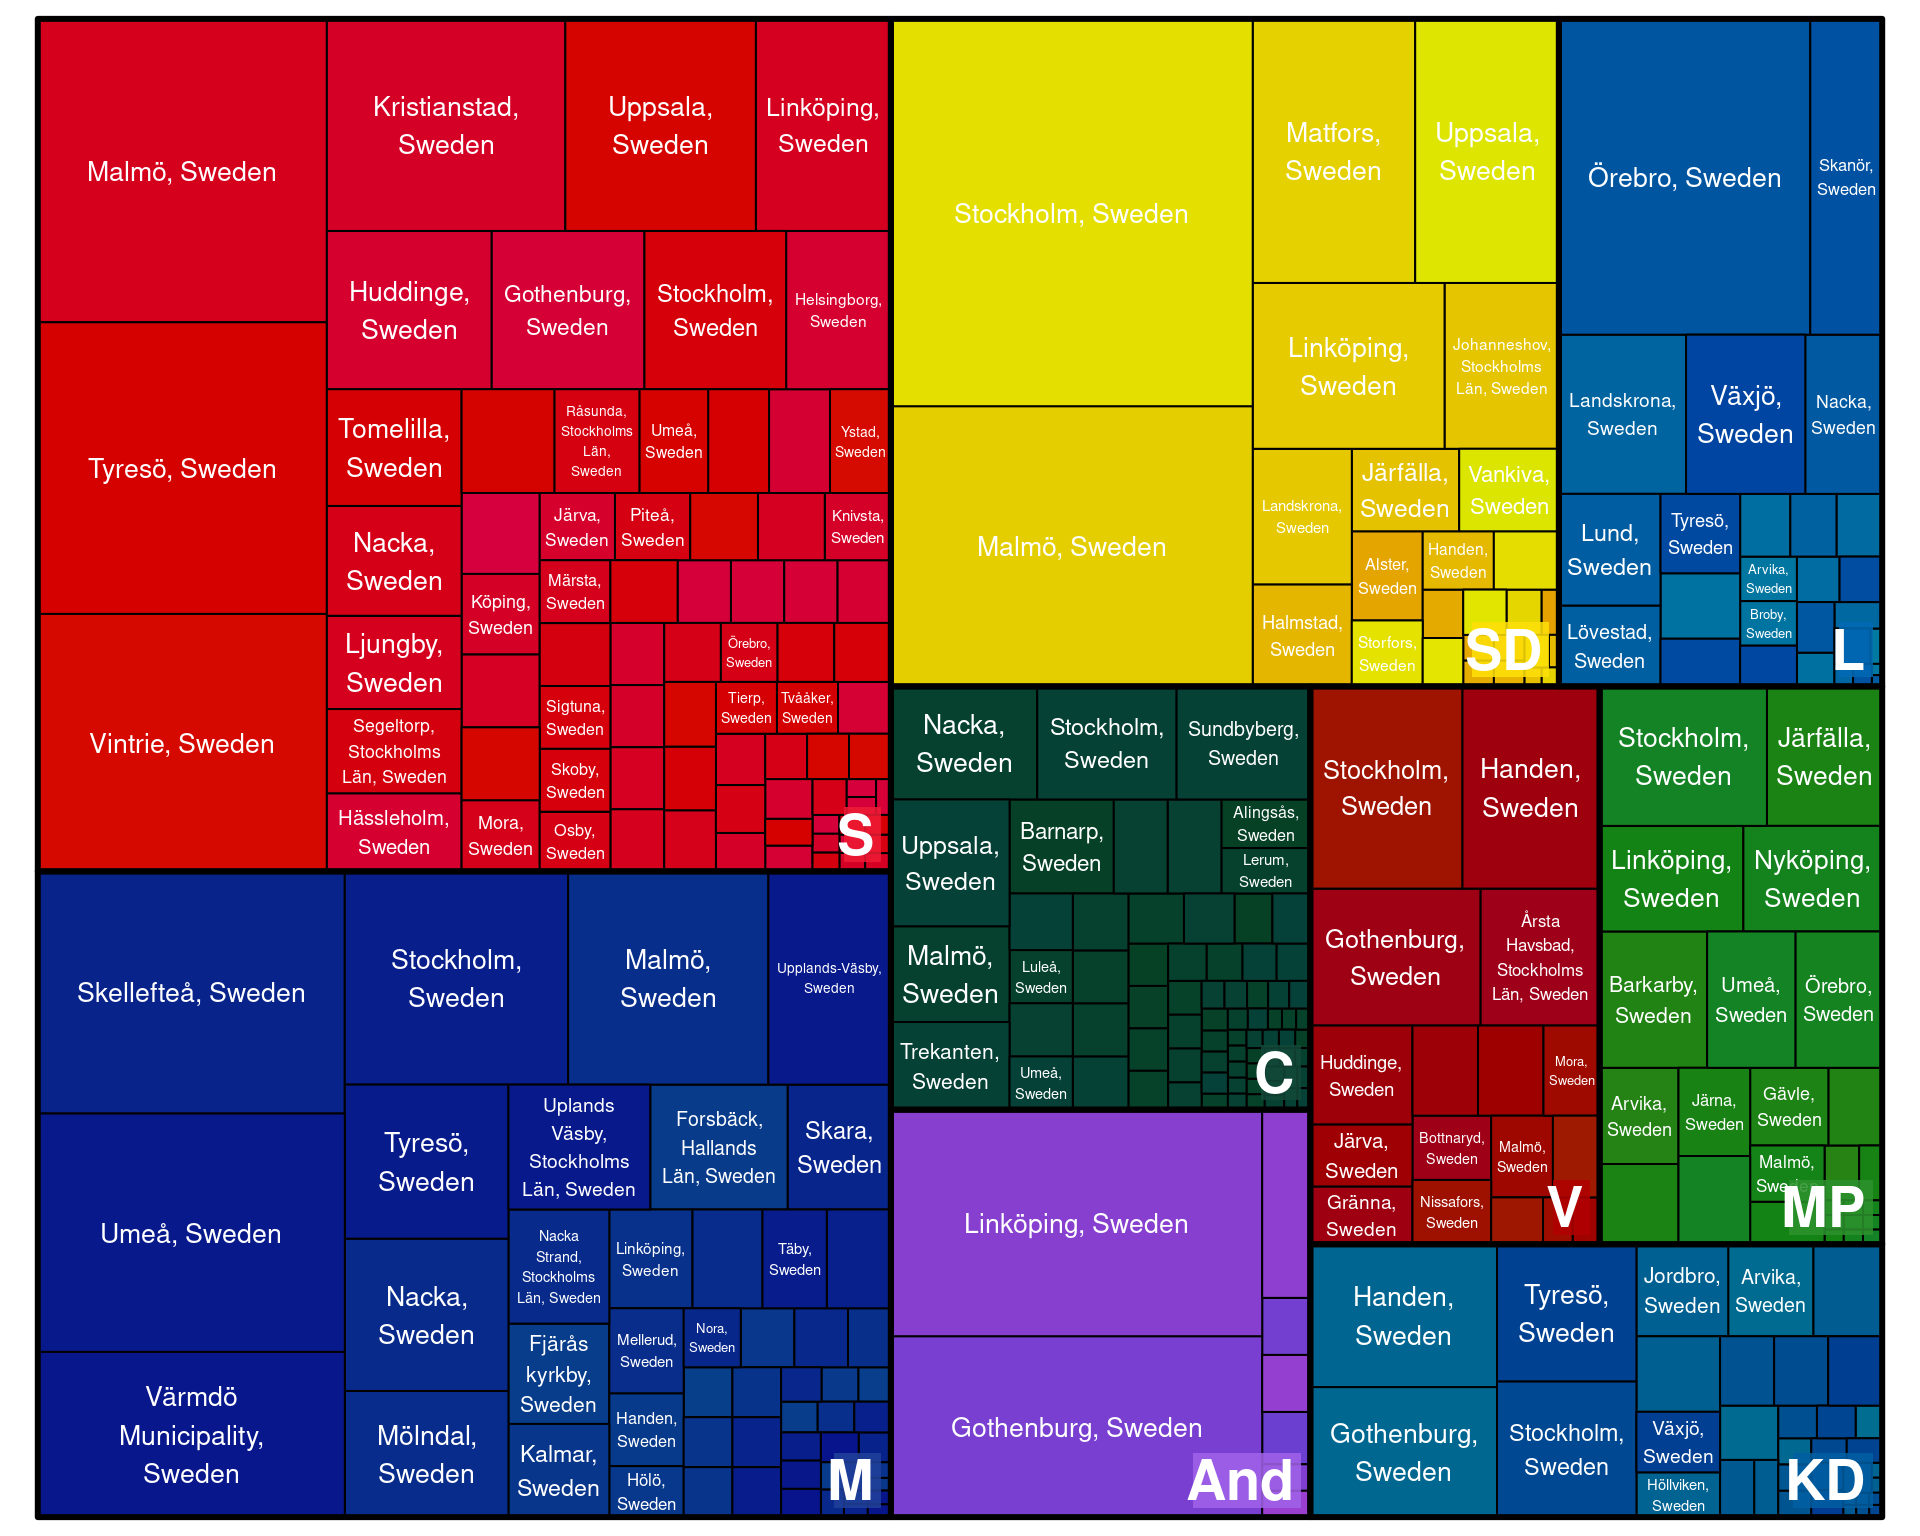 Malmö, Sweden
Tyresö, Sweden
Vintrie, Sweden
Kristianstad,
Sweden
Uppsala,
Sweden
Linköping,
Sweden
Huddinge,
Sweden
Gothenburg,
Sweden
Stockholm,
Sweden
Helsingborg,
Sweden
Tomelilla,
Sweden
Råsunda,
Stockholms
Län,
Sweden
Umeå,
Sweden
Ystad,
Sweden
Nacka,
Sweden
Järva,
Sweden
Piteå,
Sweden
Knivsta,
Sweden
Köping,
Sweden
Märsta,
Sweden
Ljungby,
Sweden
Örebro,
Sweden
Segeltorp,
Stockholms
Län, Sweden
Sigtuna,
Sweden
Tierp,
Sweden
Tvååker,
Sweden
Skoby,
Sweden
Hässleholm,
Sweden
Mora,
Sweden
Osby,
Sweden
S
Stockholm, Sweden
Malmö, Sweden
Matfors,
Sweden
Uppsala,
Sweden
Linköping,
Sweden
Johanneshov,
Stockholms
Län, Sweden
Landskrona,
Sweden
Järfälla,
Sweden
Vankiva,
Sweden
Alster,
Sweden
Handen,
Sweden
Halmstad,
Sweden
Storfors,
Sweden
SD
Örebro, Sweden
Skanör,
Sweden
Landskrona,
Sweden
Växjö,
Sweden
Nacka,
Sweden
Lund,
Sweden
Tyresö,
Sweden
Arvika,
Sweden
Broby,
Sweden
Lövestad,
Sweden
L
Skellefteå, Sweden
Umeå, Sweden
Värmdö
Municipality,
Sweden
Stockholm,
Sweden
Malmö,
Sweden
Upplands-Väsby,
Sweden
Tyresö,
Sweden
Uplands
Väsby,
Stockholms
Län, Sweden
Forsbäck,
Hallands
Län, Sweden
Skara,
Sweden
Nacka,
Sweden
Nacka
Strand,
Stockholms
Län, Sweden
Linköping,
Sweden
Täby,
Sweden
Mölndal,
Sweden
Fjärås
kyrkby,
Sweden
Mellerud,
Sweden
Nora,
Sweden
Kalmar,
Sweden
Handen,
Sweden
Hölö,
Sweden
M
Nacka,
Sweden
Stockholm,
Sweden
Sundbyberg,
Sweden
Uppsala,
Sweden
Barnarp,
Sweden
Alingsås,
Sweden
Lerum,
Sweden
Malmö,
Sweden
Luleå,
Sweden
Trekanten,
Sweden
Umeå,
Sweden
C
Linköping, Sweden
Gothenburg, Sweden
And
Stockholm,
Sweden
Handen,
Sweden
Gothenburg,
Sweden
Årsta
Havsbad,
Stockholms
Län, Sweden
Huddinge,
Sweden
Mora,
Sweden
Järva,
Sweden
Bottnaryd,
Sweden
Malmö,
Sweden
Gränna,
Sweden
Nissafors,
Sweden
V
Stockholm,
Sweden
Järfälla,
Sweden
Linköping,
Sweden
Nyköping,
Sweden
Barkarby,
Sweden
Umeå,
Sweden
Örebro,
Sweden
Arvika,
Sweden
Järna,
Sweden
Gävle,
Sweden
Malmö,
Sweden
MP
Handen,
Sweden
Gothenburg,
Sweden
Tyresö,
Sweden
Stockholm,
Sweden
Jordbro,
Sweden
Arvika,
Sweden
Växjö,
Sweden
Höllviken,
Sweden
KD